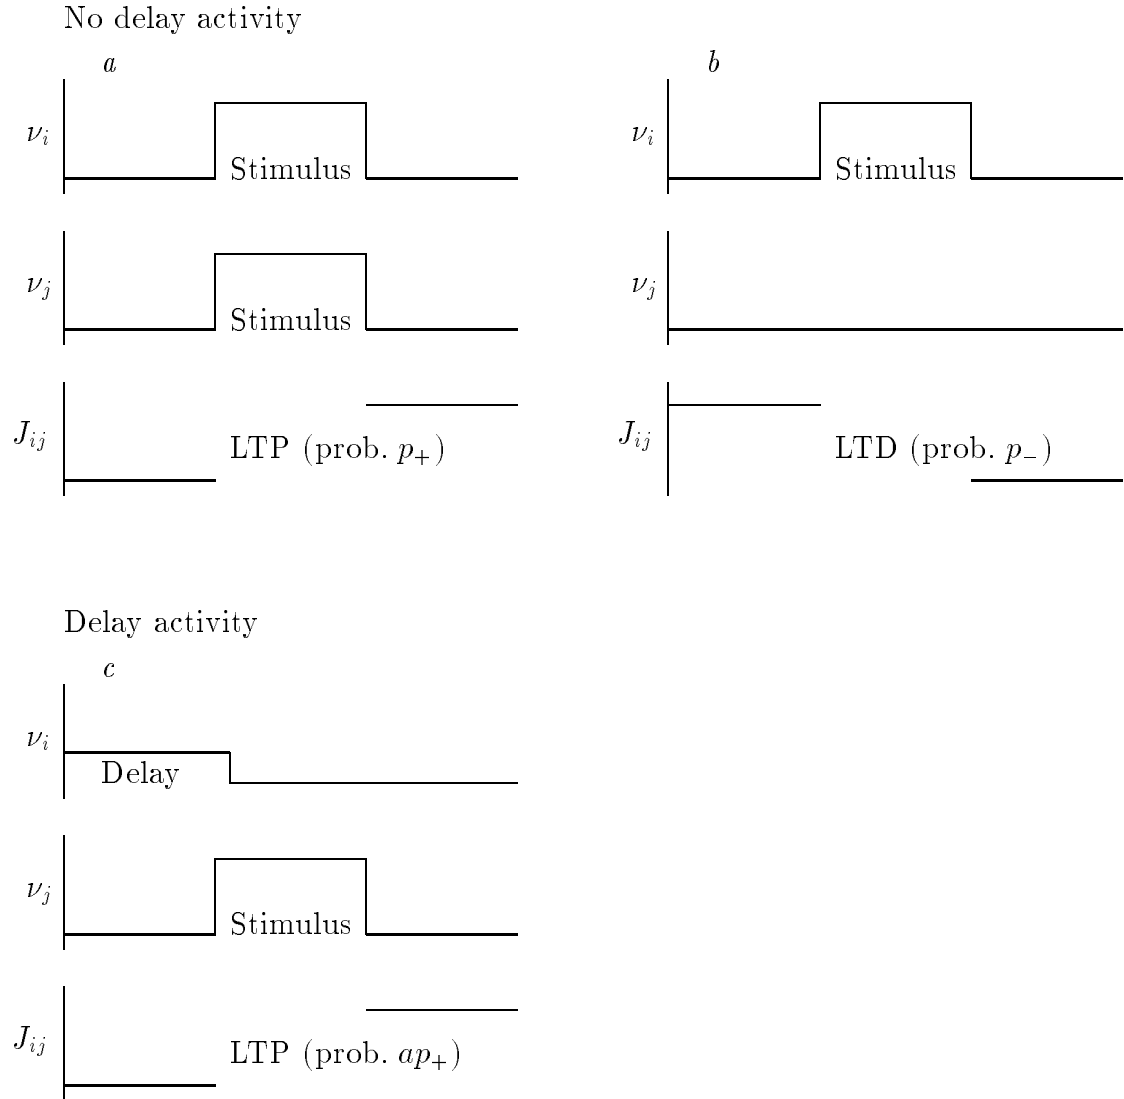 No delay activity
a
b
ν_i
Stimulus
ν_i
Stimulus
ν_j
Stimulus
ν_j
J_ij
LTP (prob. p_+)
J_ij
LTD (prob. p_−)
Delay activity
c
ν_i
Delay
ν_j
Stimulus
J_ij
LTP (prob. ap_+)